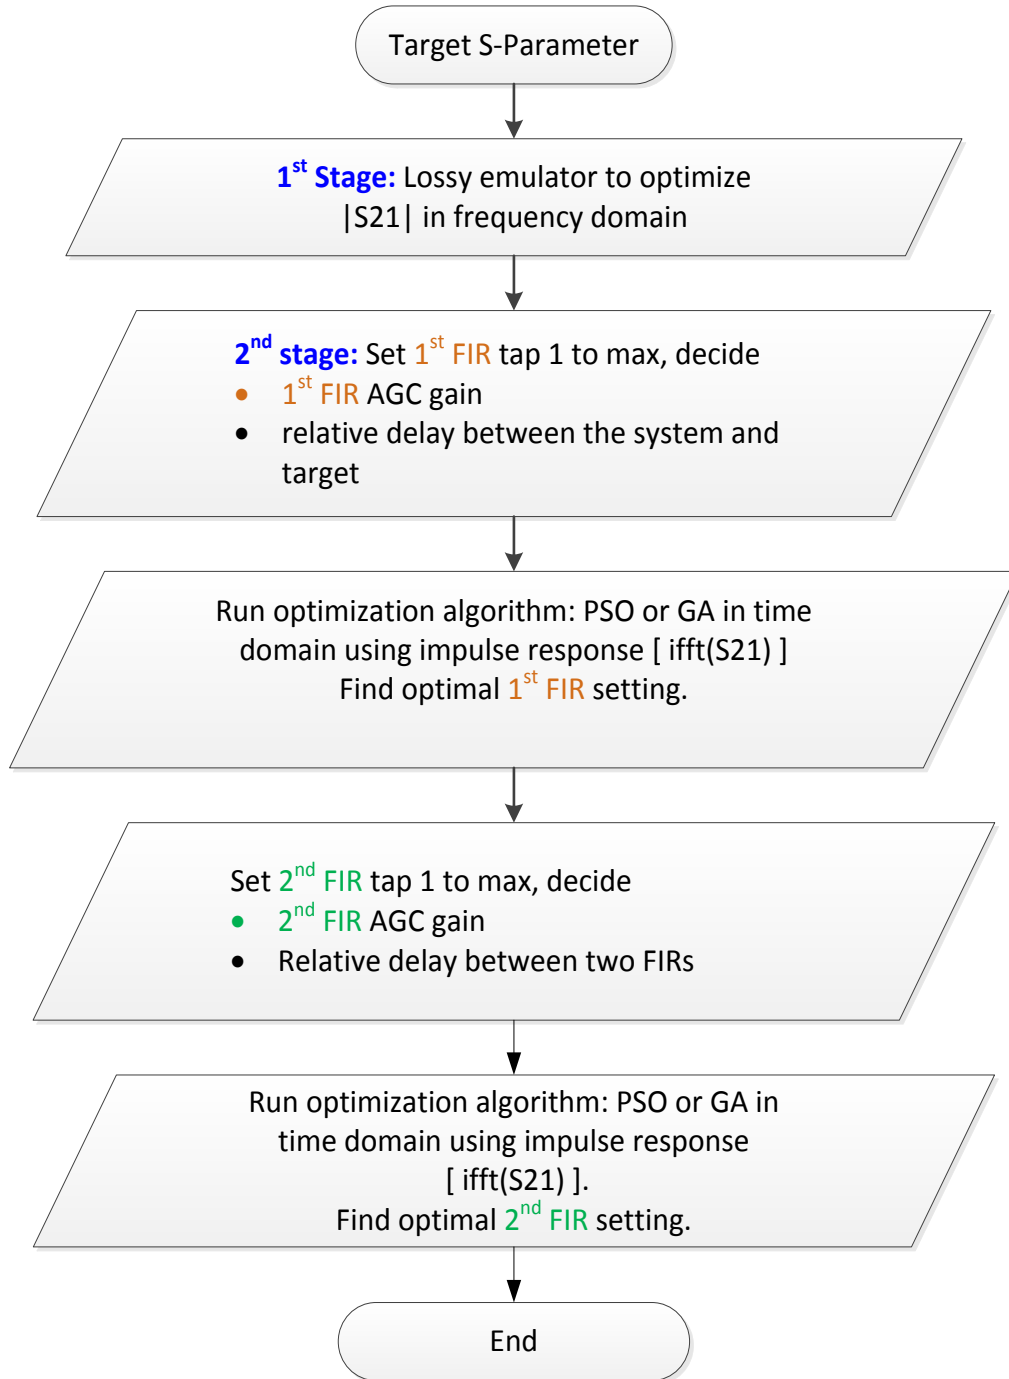 Target S-Parameter
1st Stage: Lossy emulator to optimize
|S21| in frequency domain
2nd stage: Set 1st FIR tap 1 to max, decide
• 1st FIR AGC gain
• relative delay between the system and
target
Run optimization algorithm: PSO or GA in time
domain using impulse response [ ifft(S21) ]
Find optimal 1st FIR setting.
Set 2nd FIR tap 1 to max, decide
• 2nd FIR AGC gain
• Relative delay between two FIRs
Run optimization algorithm: PSO or GA in
time domain using impulse response
[ ifft(S21) ].
Find optimal 2nd FIR setting.
End